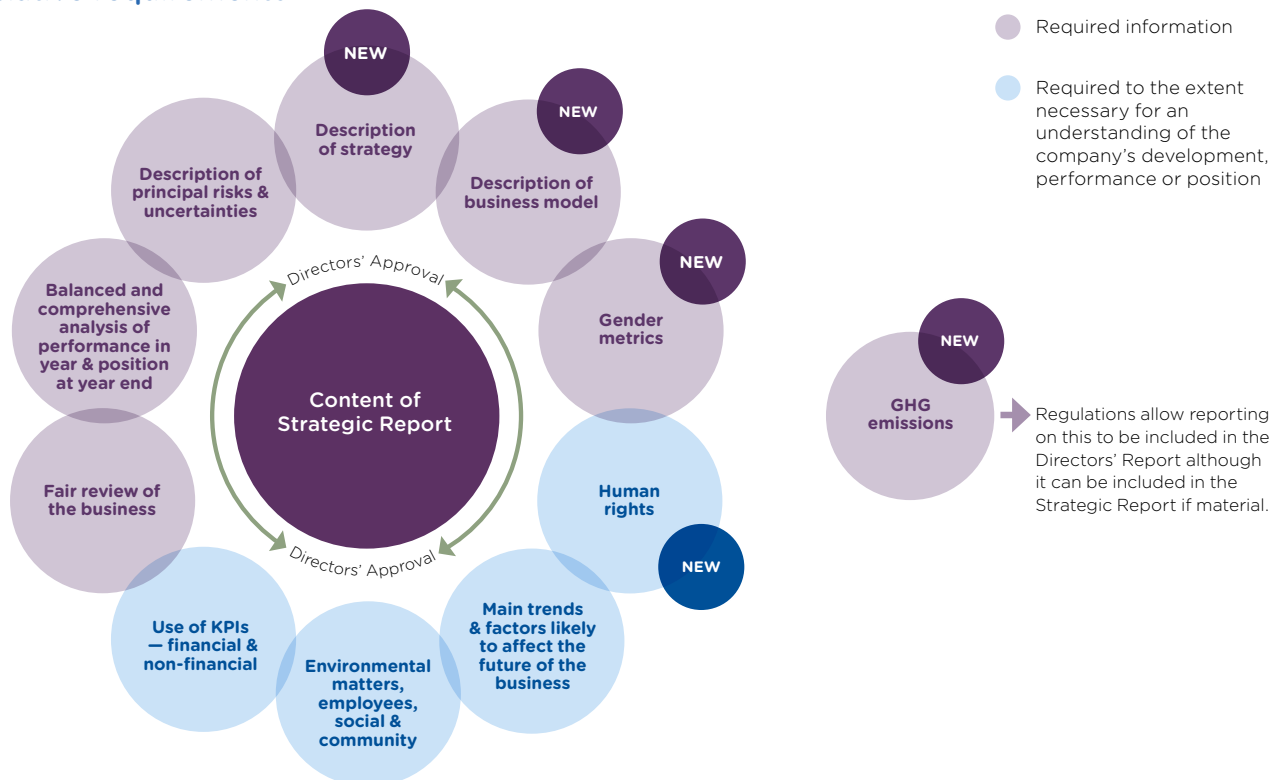 NEW
Description
of strategy
NEW
Description of
business model
NEW
Gender
metrics
Human
rights
NEW
Main trends
& factors likely
to affect the
future of the
business
Environmental
matters,
employees,
social &
community
Use of KPIs
— financial &
non-financial
Fair review of
the business
Balanced and
comprehensive
analysis of
performance in
year & position
at year end
Description of
principal risks &
uncertainties
Directors’ Approval
Content of
Strategic Report
Directors’ Approval
Required information
Required to the extent
necessary for an
understanding of the
company’s development,
performance or position
NEW
GHG
emissions
Regulations allow reporting
on this to be included in the
Directors’ Report although
it can be included in the
Strategic Report if material.